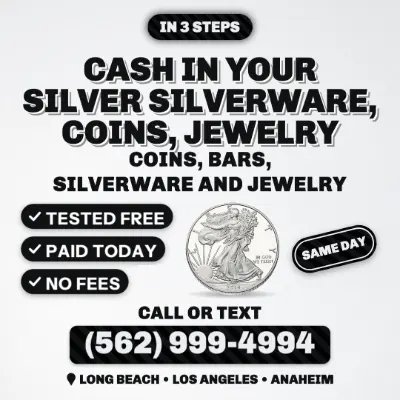 IN 3 STEPS
CASH IN YOUR
SILVER SILVERWARE,
COINS, JEWELRY
COINS, BARS,
SILVERWARE AND JEWELRY
✓ TESTED FREE
✓ PAID TODAY
✓ NO FEES
SAME DAY
CALL OR TEXT
(562) 999-4994
LONG BEACH • LOS ANGELES • ANAHEIM